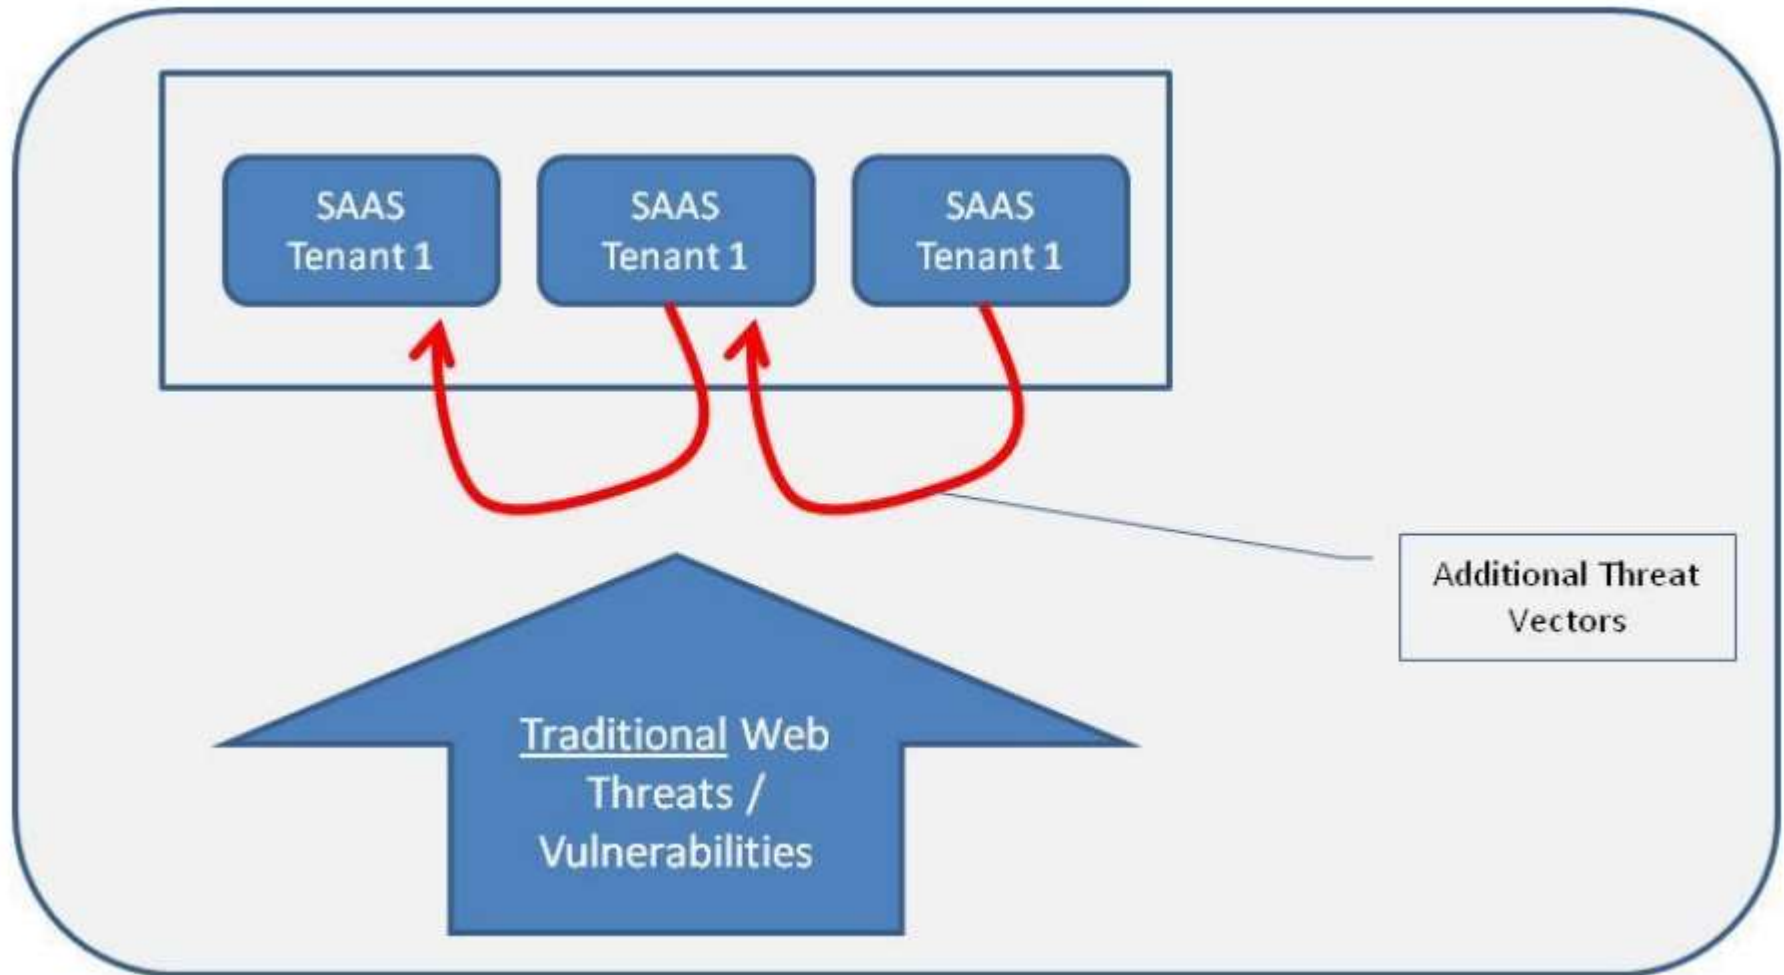 SAAS
Tenant 1
SAAS
Tenant 1
SAAS
Tenant 1
Additional Threat
Vectors
Traditional Web
Threats /
Vulnerabilities